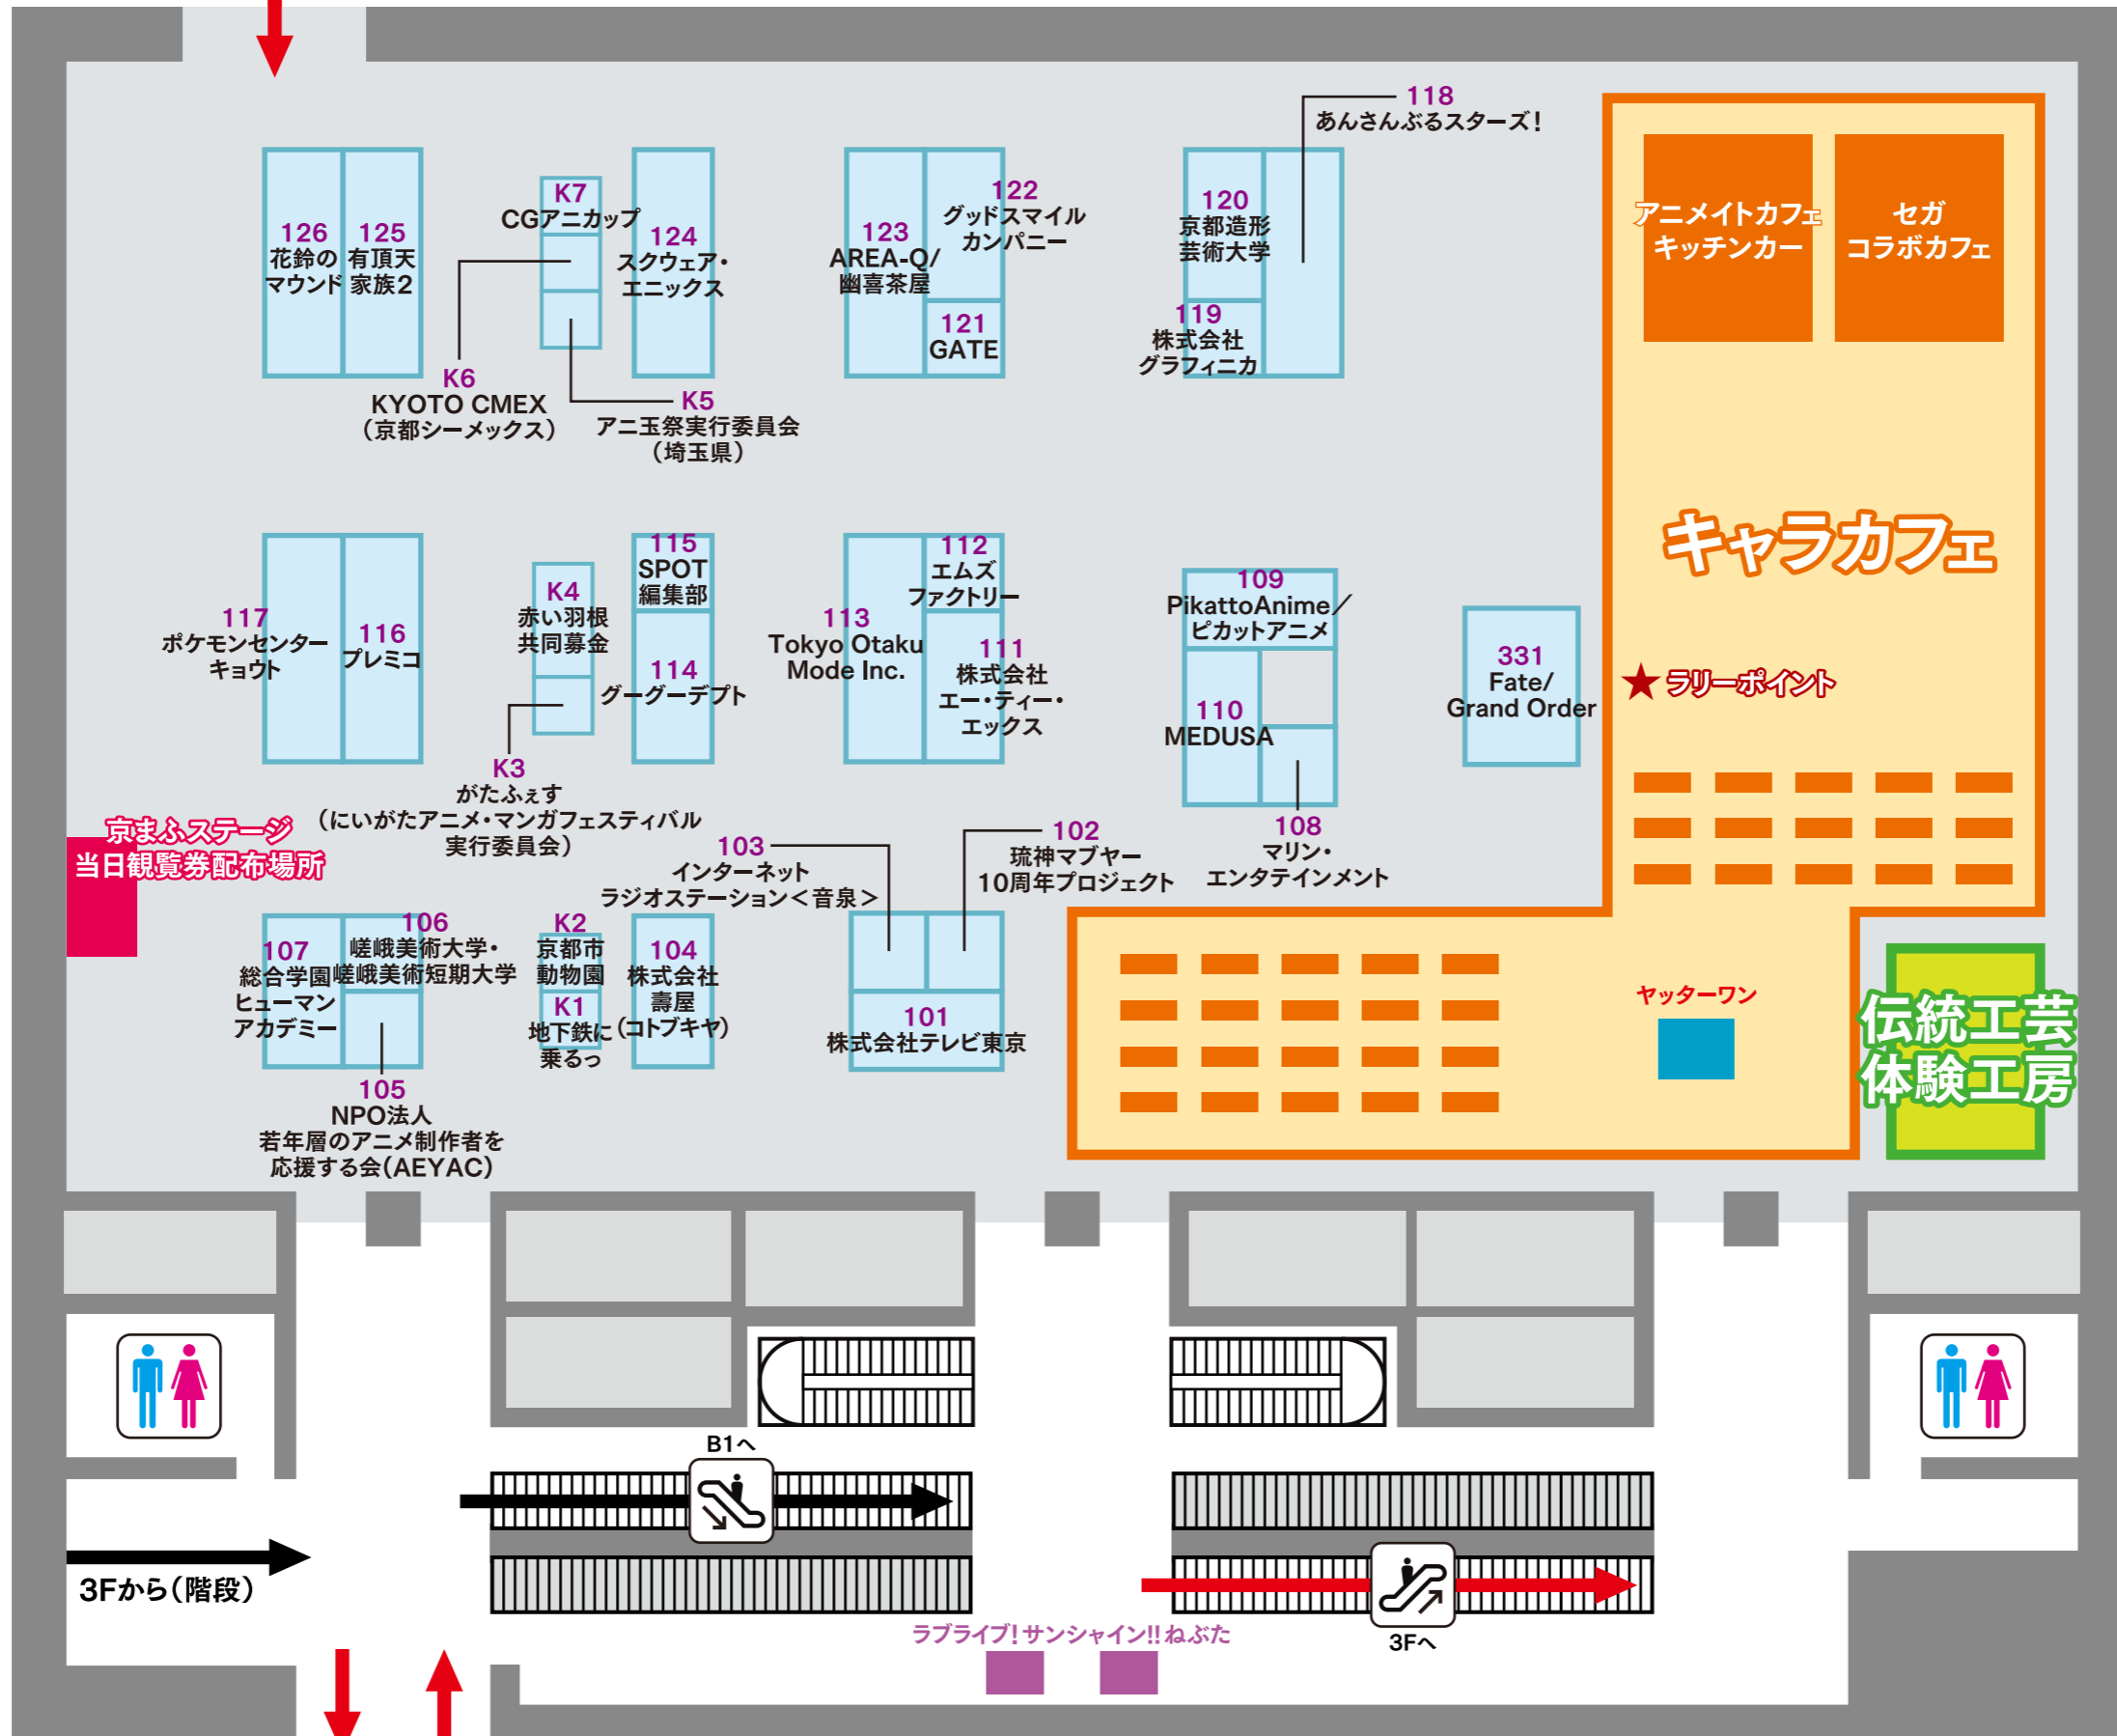 118
あんさんぶるスターズ!
126
花鈴の
マウンド
125
有頂天
家族2
K7
CGアニカップ
124
スクウェア・
エニックス
123
AREA-Q/
幽喜茶屋
122
グッドスマイル
カンパニー
121
GATE
120
京都造形
芸術大学
119
株式会社
グラフィニカ
アニメイトカフェ
キッチンカー
セガ
コラボカフェ
K6
KYOTO CMEX
(京都シーメックス)
K5
アニ玉祭実行委員会
(埼玉県)
キャラカフェ
117
ポケモンセンター
キョウト
116
プレミコ
K4
赤い羽根
共同募金
115
SPOT
編集部
114
グーグーデプト
113
Tokyo Otaku
Mode Inc.
112
エムズ
ファクトリー
111
株式会社
エー・ティー・
エックス
109
PikattoAnime/
ピカットアニメ
110
MEDUSA
331
Fate/
Grand Order
★ラリーポイント
K3
がたふぇす
(にいがたアニメ・マンガフェスティバル
実行委員会)
京まふステージ
当日観覧券配布場所
103
インターネット
ラジオステーション<音泉>
102
琉神マブヤー
10周年プロジェクト
108
マリン・
エンタテインメント
107
総合学園
ヒューマン
アカデミー
106
嵯峨美術大学・
嵯峨美術短期大学
K2
京都市
動物園
K1
地下鉄に
乗るっ
104
株式会社
壽屋
(コトブキヤ)
101
株式会社テレビ東京
ヤッターワン
伝統工芸
体験工房
105
NPO法人
若年層のアニメ制作者を
応援する会(AEYAC)
B1へ
3Fから(階段)
3Fへ
ラブライブ!サンシャイン!!ねぶた